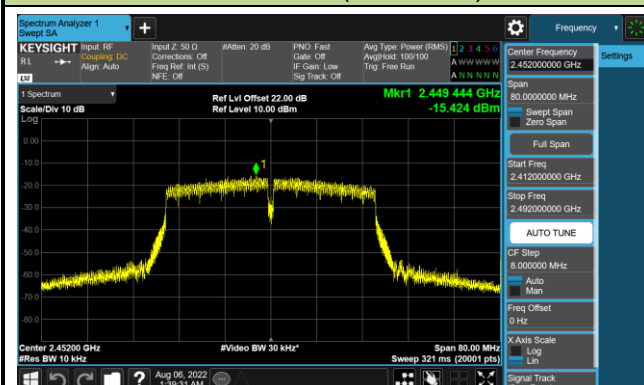 Spectrum Analyzer 1
Swept SA
+
Frequency
KEYSIGHT
Input: RF
Input Z: 50 Ω
#Atten: 20 dB
PNO: Fast
Avg Type: Power (RMS)
1 2 3 4 5 6
RL
Coupling: DC
Corrections: Off
Gate: Off
Avg|Hold: 100/100
A W W W W W
Align: Auto
Freq Ref: Int (S)
IF Gain: Low
Trig: Free Run
NFE: Off
Sig Track: Off
A N N N N N
LXI
1 Spectrum
Ref Lvl Offset 22.00 dB
Mkr1 2.449 444 GHz
Scale/Div 10 dB
Ref Level 10.00 dBm
-15.424 dBm
Log
0.00
-10.0
-20.0
-30.0
-40.0
-50.0
-60.0
-70.0
-80.0
1
Center 2.45200 GHz
#Video BW 30 kHz*
Span 80.00 MHz
#Res BW 10 kHz
Sweep 321 ms (20001 pts)
Aug 06, 2022
1:39:31 AM
?
Center Frequency
2.452000000 GHz
Settings
Span
80.0000000 MHz
Swept Span
Zero Span
Full Span
Start Freq
2.412000000 GHz
Stop Freq
2.492000000 GHz
AUTO TUNE
CF Step
8.000000 MHz
Auto
Man
Freq Offset
0 Hz
X Axis Scale
Log
Lin
Signal Track